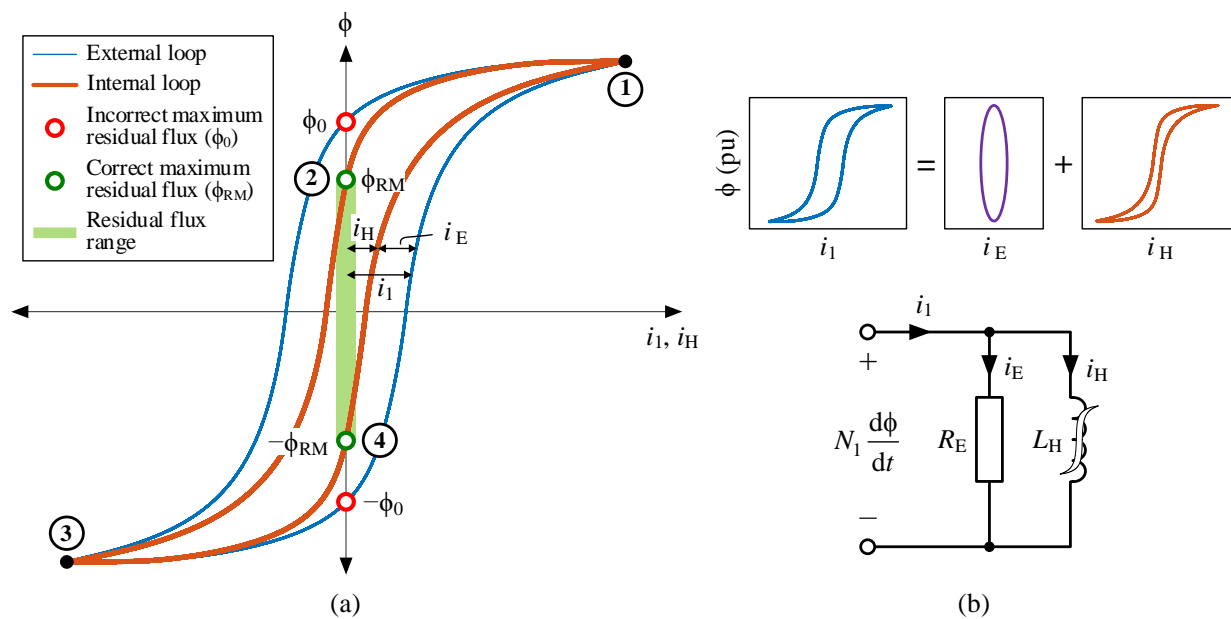 External loop
Internal loop
Incorrect maximum
residual flux (ϕ0)
Correct maximum
residual flux (ϕRM)
Residual flux
range
ϕ
1
ϕ0
2
ϕRM
iH
iE
i1
i1, iH
−ϕRM
4
−ϕ0
3
(a)
ϕ (pu)
=
+
i1
iE
iH
i1
+
iE
iH
N1 dϕ/dt
RE
LH
−
(b)